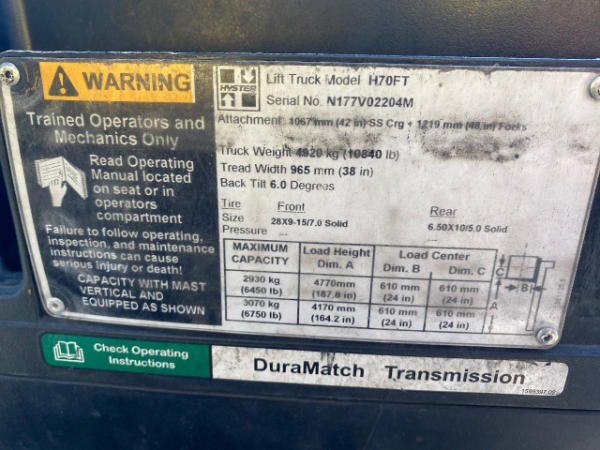 WARNING
Trained Operators and
Mechanics Only
Read Operating
Manual located
on seat or in
operators
compartment
Failure to follow operating,
inspection, and maintenance
instructions can cause
serious injury or death!
CAPACITY WITH MAST
VERTICAL AND
EQUIPPED AS SHOWN
HYSTER
Lift Truck Model H70FT
Serial No. N177V02204M
Attachment 1067 mm (42 in) SS Crg + 1219 mm (48 in) Forks
Truck Weight 4920 kg (10840 lb)
Tread Width 965 mm (38 in)
Back Tilt 6.0 Degrees
Tire Front Rear
Size 28X9-15/7.0 Solid 6.50X10/5.0 Solid
Pressure ... ...
MAXIMUM CAPACITY Load Height Dim. A Load Center Dim. B Dim. C
2930 kg (6450 lb) 4770mm (187.8 in) 610 mm (24 in) 610 mm (24 in)
3070 kg (6750 lb) 4170 mm (164.2 in) 610 mm (24 in) 610 mm (24 in)
C
B
A
Check Operating
Instructions
DuraMatch Transmission